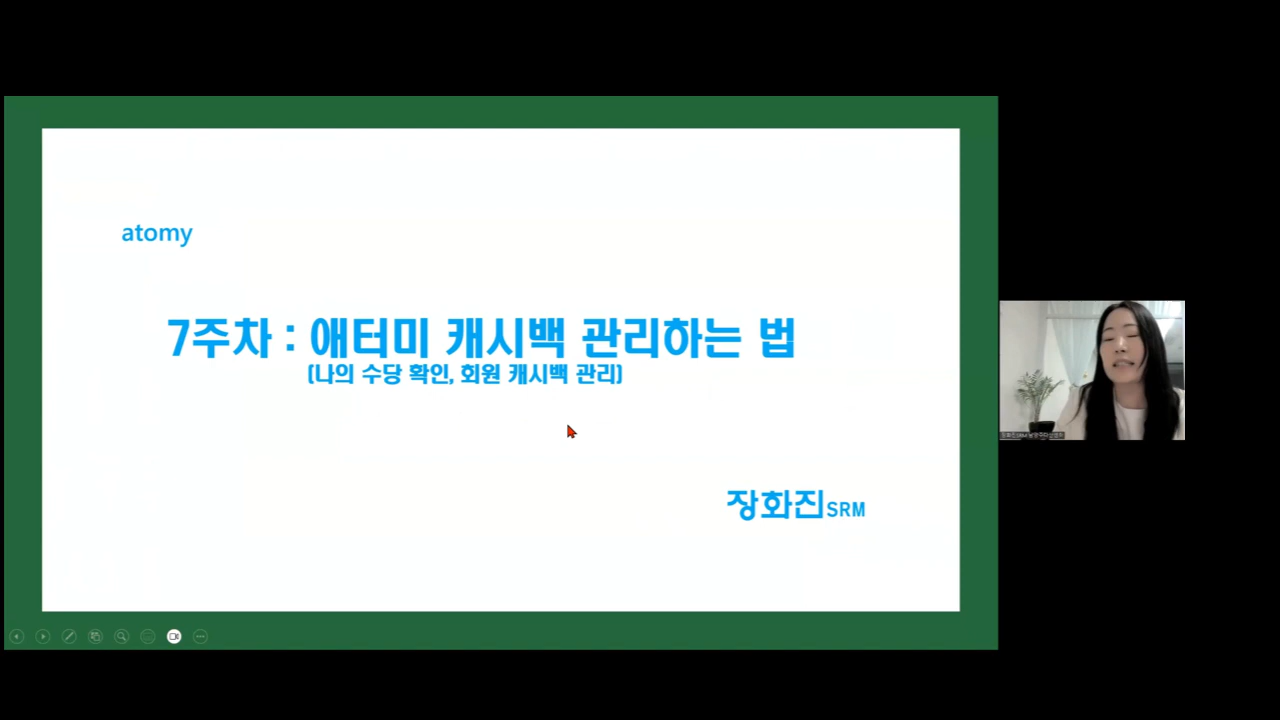 atomy
7주차 : 애터미 캐시백 관리하는 법
(나의 수당 확인, 회원 캐시백 관리)
장화진SRM